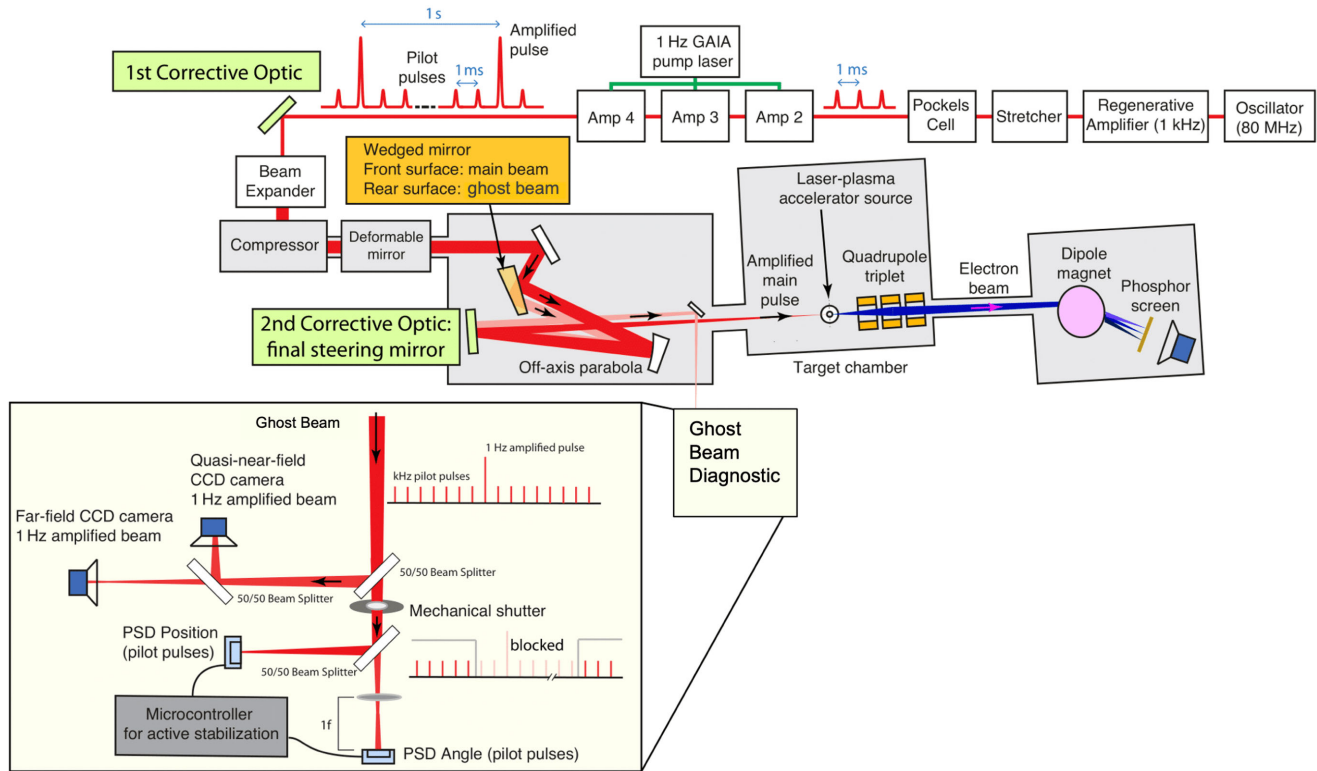 1 s
Amplified
pulse
1st Corrective Optic
Pilot
pulses
1 ms
1 Hz GAIA
pump laser
1 ms
Amp 4
Amp 3
Amp 2
Pockels
Cell
Stretcher
Regenerative
Amplifier (1 kHz)
Oscillator
(80 MHz)
Beam
Expander
Wedged mirror
Front surface: main beam
Rear surface: ghost beam
Compressor
Deformable
mirror
Laser-plasma
accelerator source
Amplified
main
pulse
Quadrupole
triplet
Electron
beam
Dipole
magnet
Phosphor
screen
2nd Corrective Optic:
final steering mirror
Off-axis parabola
Target chamber
Ghost
Beam
Diagnostic
Ghost Beam
Quasi-near-field
CCD camera
1 Hz amplified beam
1 Hz amplified pulse
kHz pilot pulses
Far-field CCD camera
1 Hz amplified beam
50/50 Beam Splitter
50/50 Beam Splitter
Mechanical shutter
PSD Position
(pilot pulses)
50/50 Beam Splitter
blocked
Microcontroller
for active stabilization
1f
PSD Angle (pilot pulses)